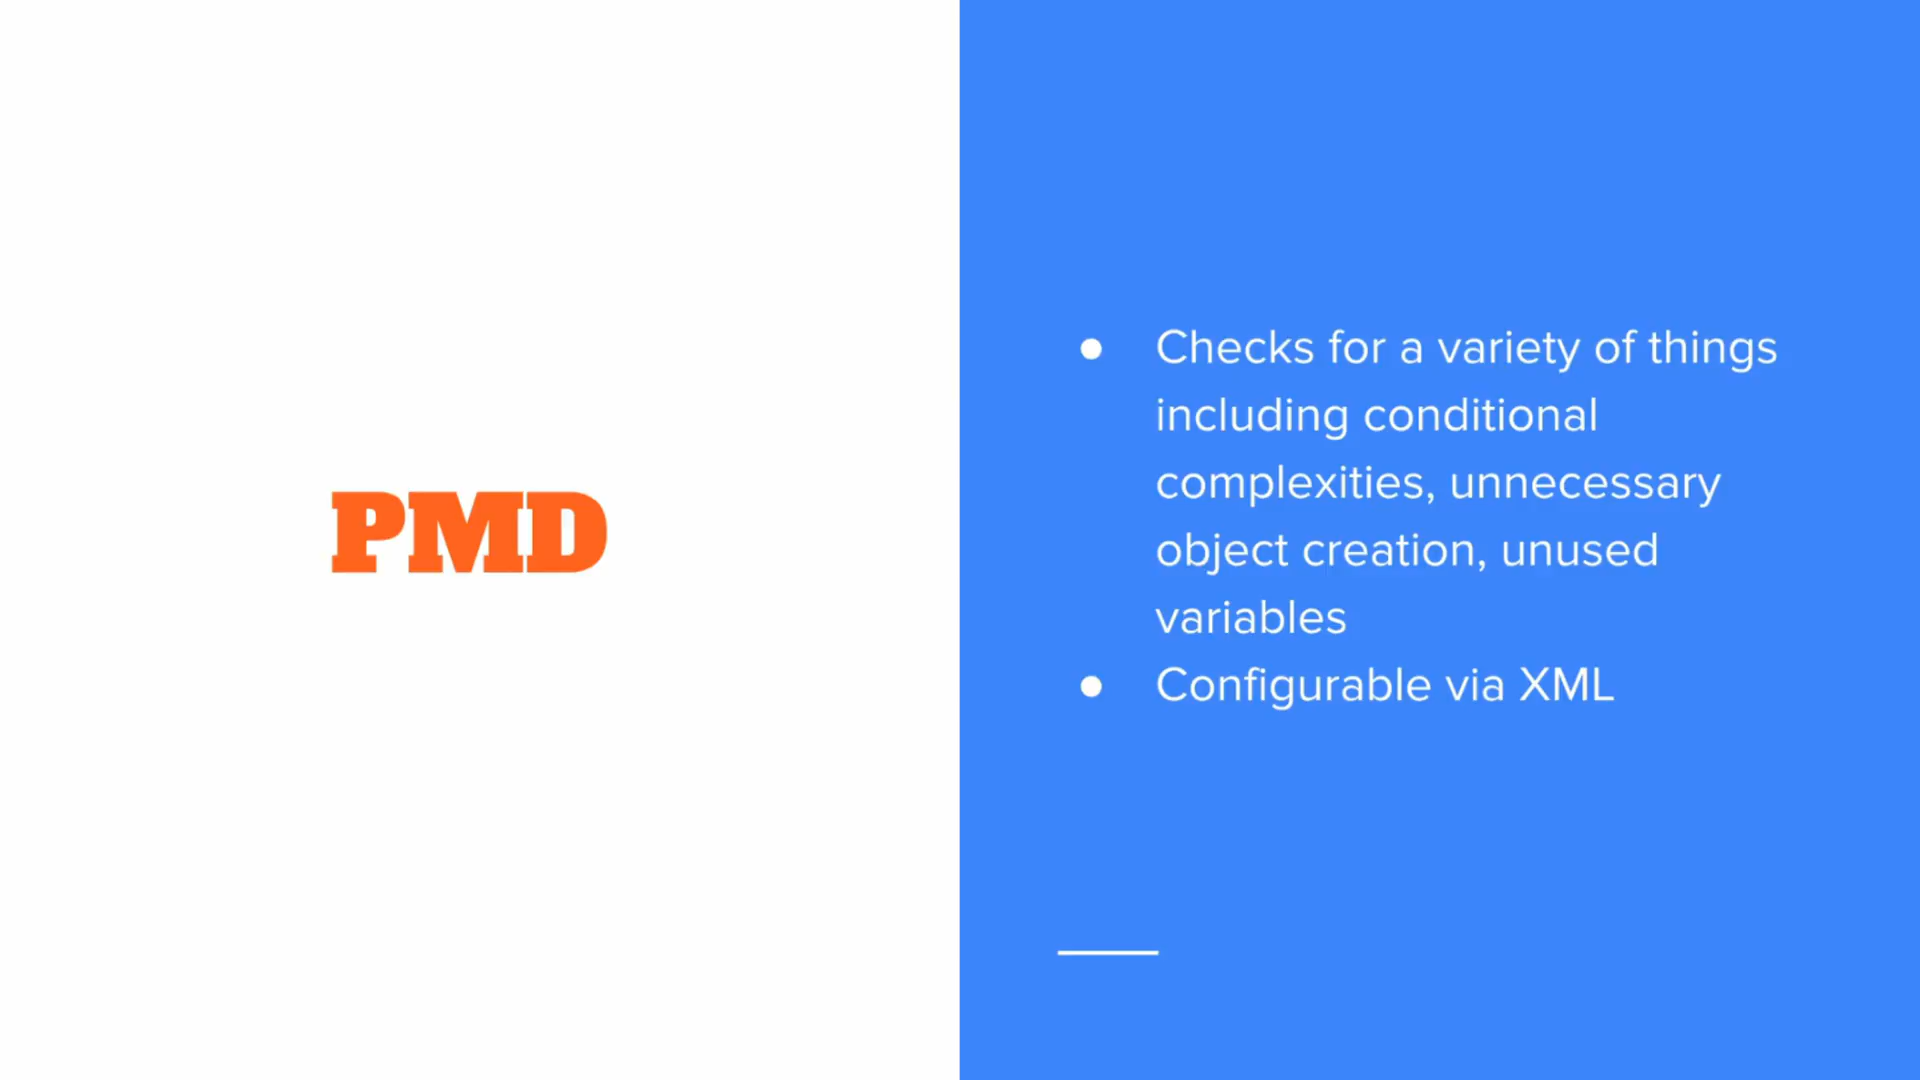 PMD
● Checks for a variety of things
including conditional
complexities, unnecessary
object creation, unused
variables
● Configurable via XML